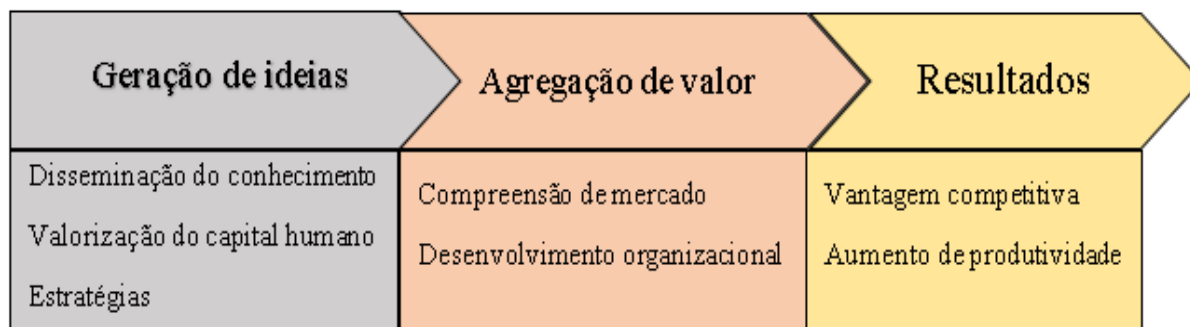 Geração de ideias
Agregação de valor
Resultados
Disseminação do conhecimento
Valorização do capital humano
Estratégias
Compreensão de mercado
Desenvolvimento organizacional
Vantagem competitiva
Aumento de produtividade